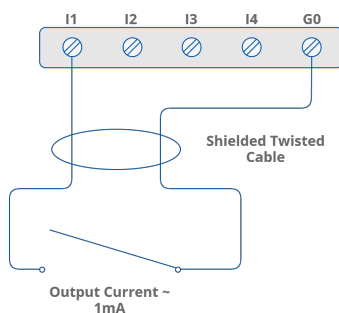 I1 I2 I3 I4 G0
Shielded Twisted
Cable
Output Current ~
1mA